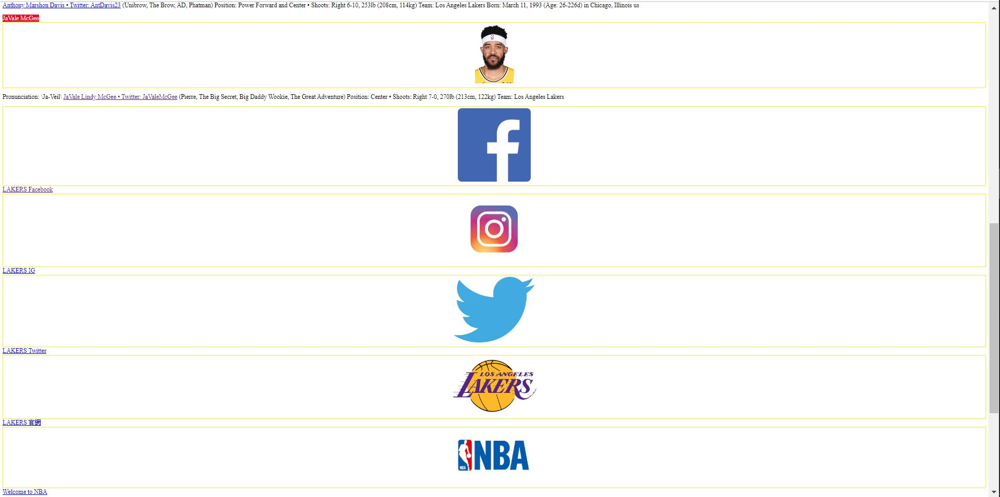 Anthony Marshon Davis ▪ Twitter: AntDavis23 (Unibrow, The Brow, AD, Phatman) Position: Power Forward and Center ▪ Shoots: Right 6-10, 253lb (208cm, 114kg) Team: Los Angeles Lakers Born: March 11, 1993 (Age: 26-226d) in Chicago, Illinois us
JaVale McGee
Pronunciation: \Ja-Veil\ JaVale Lindy McGee ▪ Twitter: JaValeMcGee (Pierre, The Big Secret, Big Daddy Wookie, The Great Adventure) Position: Center ▪ Shoots: Right 7-0, 270lb (213cm, 122kg) Team: Los Angeles Lakers
LAKERS Facebook
LAKERS IG
LAKERS Twitter
LOS ANGELES
LAKERS
LAKERS 官網
NBA
NBA
Welcome to NBA